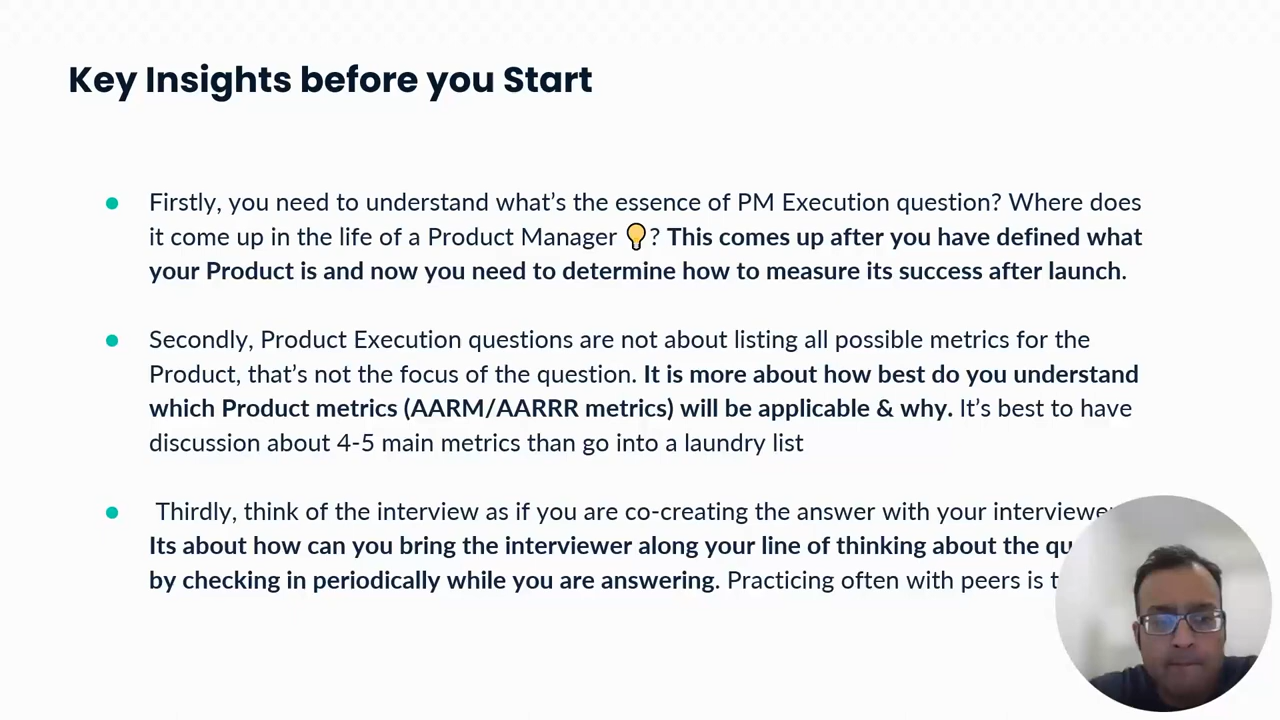 Key Insights before you Start
Firstly, you need to understand what’s the essence of PM Execution question? Where does
it come up in the life of a Product Manager 💡? This comes up after you have defined what
your Product is and now you need to determine how to measure its success after launch.
Secondly, Product Execution questions are not about listing all possible metrics for the
Product, that’s not the focus of the question. It is more about how best do you understand
which Product metrics (AARM/AARRR metrics) will be applicable & why. It’s best to have
discussion about 4-5 main metrics than go into a laundry list
Thirdly, think of the interview as if you are co-creating the answer with your
Its about how can you bring the interviewer along your line of thinking about the
by checking in periodically while you are answering. Practicing often with peers is